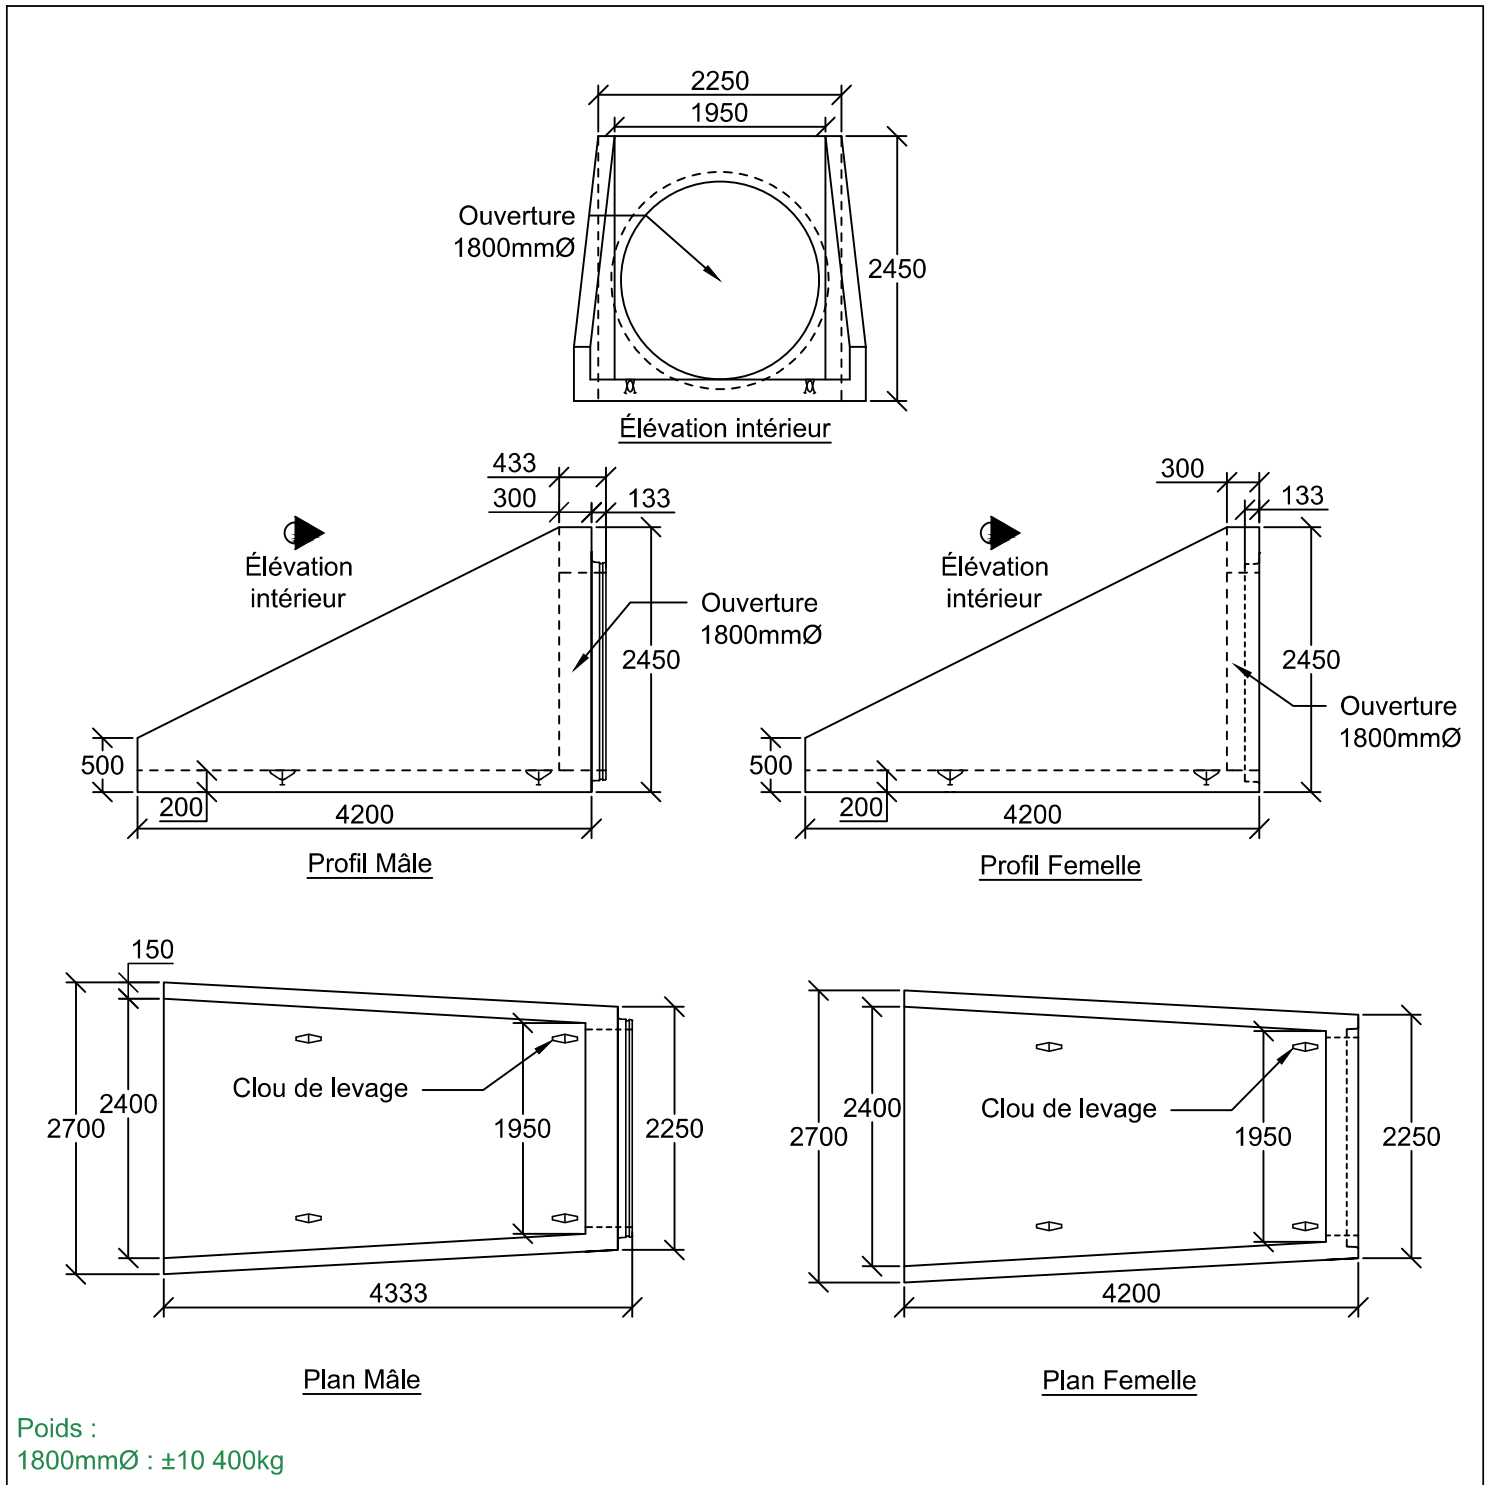 2250
1950
Ouverture
1800mmØ
2450
Élévation intérieur
433
300
133
Élévation
intérieur
Ouverture
1800mmØ
2450
500
200
4200
Profil Mâle
300
133
Élévation
intérieur
2450
Ouverture
1800mmØ
500
200
4200
Profil Femelle
150
2700
2400
Clou de levage
1950
2250
4333
Plan Mâle
2700
2400
Clou de levage
1950
2250
4200
Plan Femelle
Poids :
1800mmØ : ±10 400kg